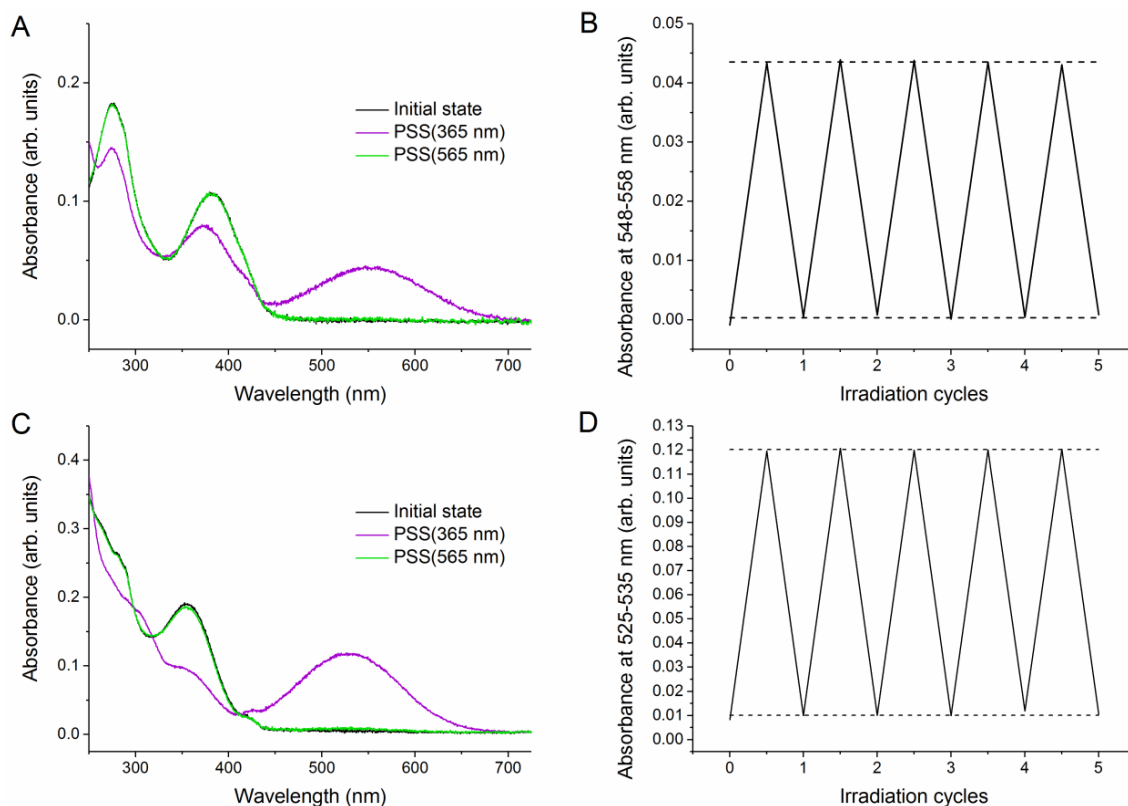 A
Absorbance (arb. units)
0.2
0.1
0.0
Initial state
PSS(365 nm)
PSS(565 nm)
300 400 500 600 700
Wavelength (nm)
B
Absorbance at 548-558 nm (arb. units)
0.05
0.04
0.03
0.02
0.01
0.00
0 1 2 3 4 5
Irradiation cycles
C
Absorbance (arb. units)
0.4
0.3
0.2
0.1
0.0
Initial state
PSS(365 nm)
PSS(565 nm)
300 400 500 600 700
Wavelength (nm)
D
Absorbance at 525-535 nm (arb. units)
0.13
0.12
0.11
0.10
0.09
0.08
0.07
0.06
0.05
0.04
0.03
0.02
0.01
0.00
0 1 2 3 4 5
Irradiation cycles